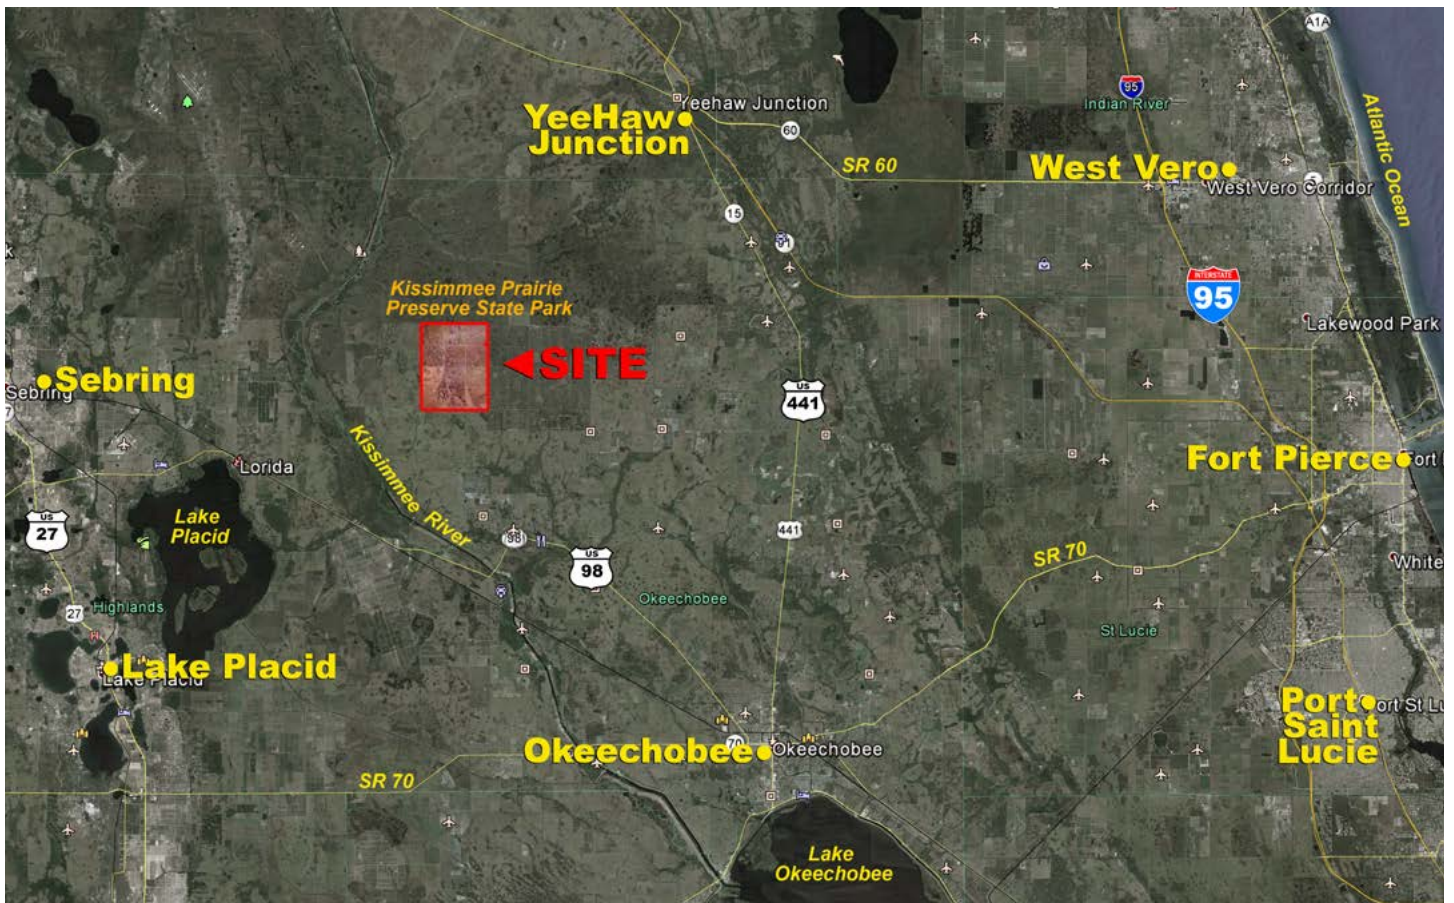 A1A
95
Indian River
Atlantic Ocean
Yeehaw Junction
YeeHaw
Junction
60
SR 60
West Vero
West Vero Corridor
5
15
Kissimmee Prairie
Preserve State Park
INTERSTATE
95
Lakewood Park
SITE
Sebring
Sebring
US
441
Kissimmee River
Lorida
Fort Pierce
Lake
Placid
US
27
98
441
US
98
SR 70
White
Okeechobee
Highlands
27
St Lucie
Lake Placid
Lake Placid
Port
Saint
Lucie
70
Okeechobee
Okeechobee
SR 70
Lake
Okeechobee